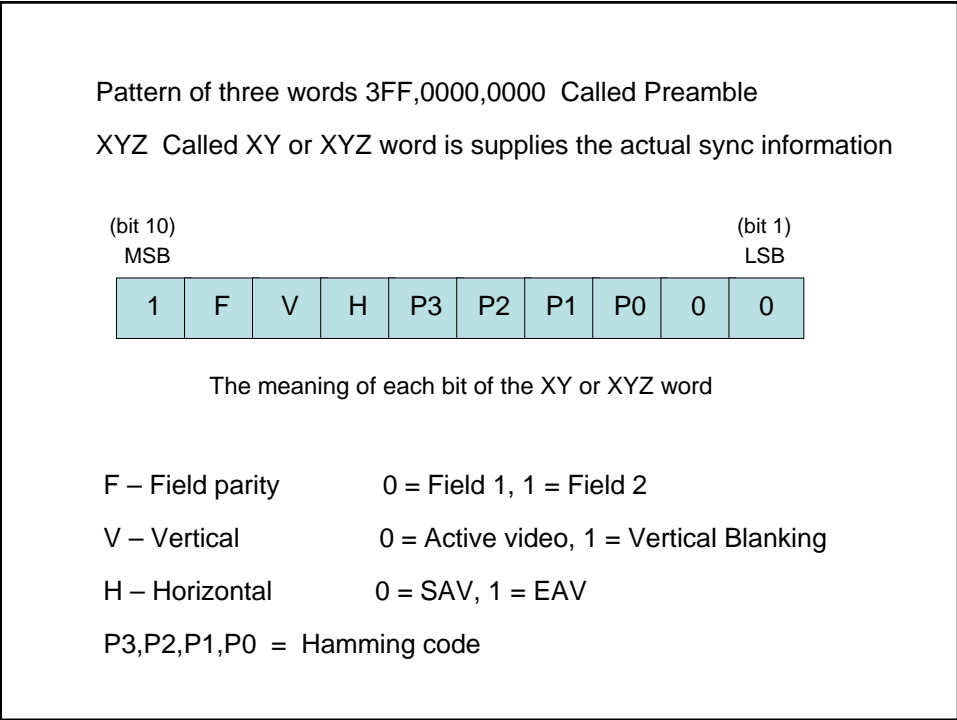 Pattern of three words 3FF,0000,0000 Called Preamble
XYZ Called XY or XYZ word is supplies the actual sync information
(bit 10) (bit 1)
MSB LSB
1 F V H P3 P2 P1 P0 0 0
The meaning of each bit of the XY or XYZ word
F – Field parity 0 = Field 1, 1 = Field 2
V – Vertical 0 = Active video, 1 = Vertical Blanking
H – Horizontal 0 = SAV, 1 = EAV
P3,P2,P1,P0 = Hamming code